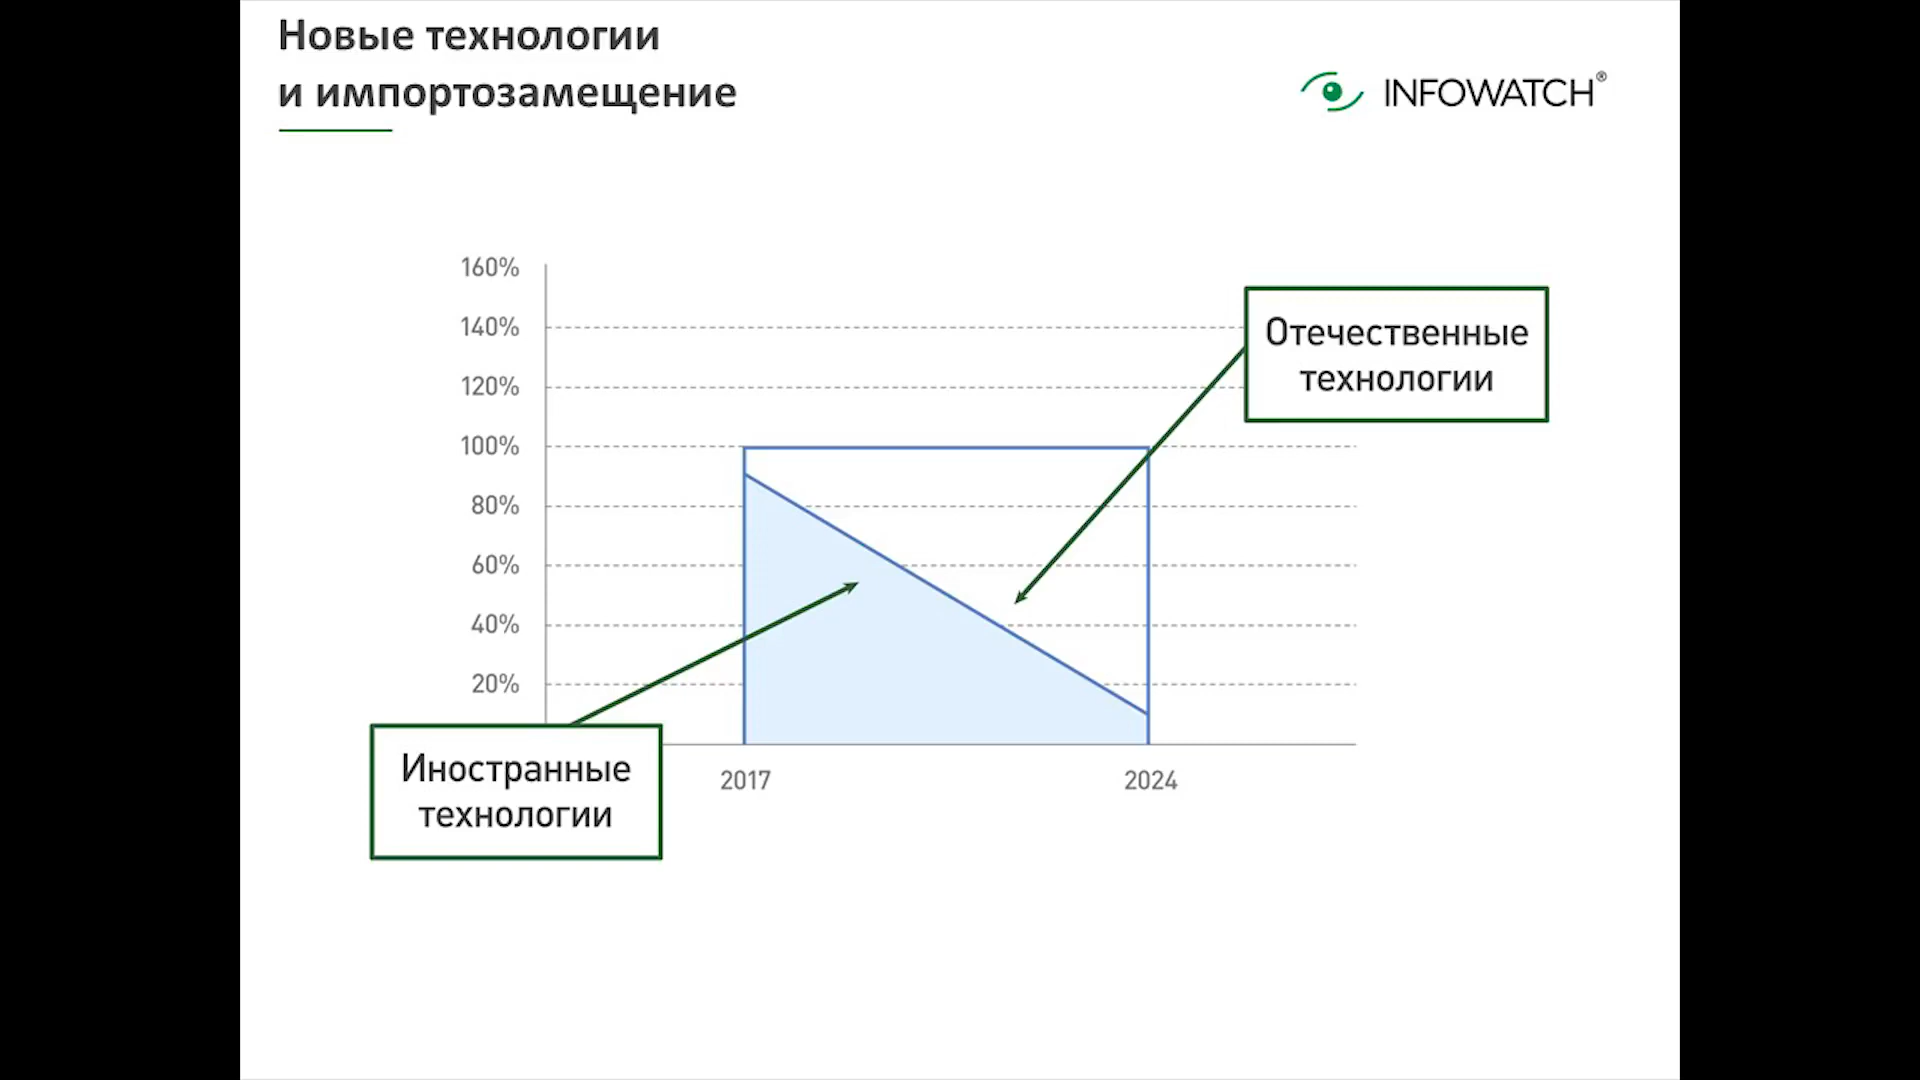 Новые технологии
и импортозамещение
INFOWATCH®
160%
140%
120%
100%
80%
60%
40%
20%
Отечественные
технологии
Иностранные
технологии
2017
2024